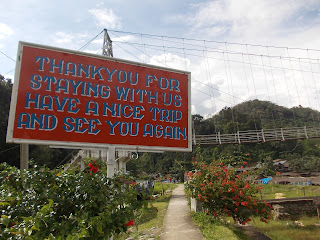 THANKYOU FOR
STAYING WITH US
HAVE A NICE TRIP
AND SEE YOU AGAIN